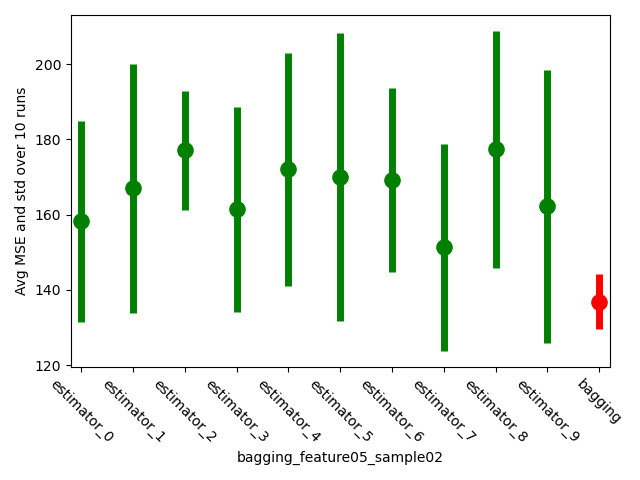 Avg MSE and std over 10 runs
200
180
160
140
120
estimator_0
estimator_1
estimator_2
estimator_3
estimator_4
estimator_5
estimator_6
estimator_7
estimator_8
estimator_9
bagging
bagging_feature05_sample02